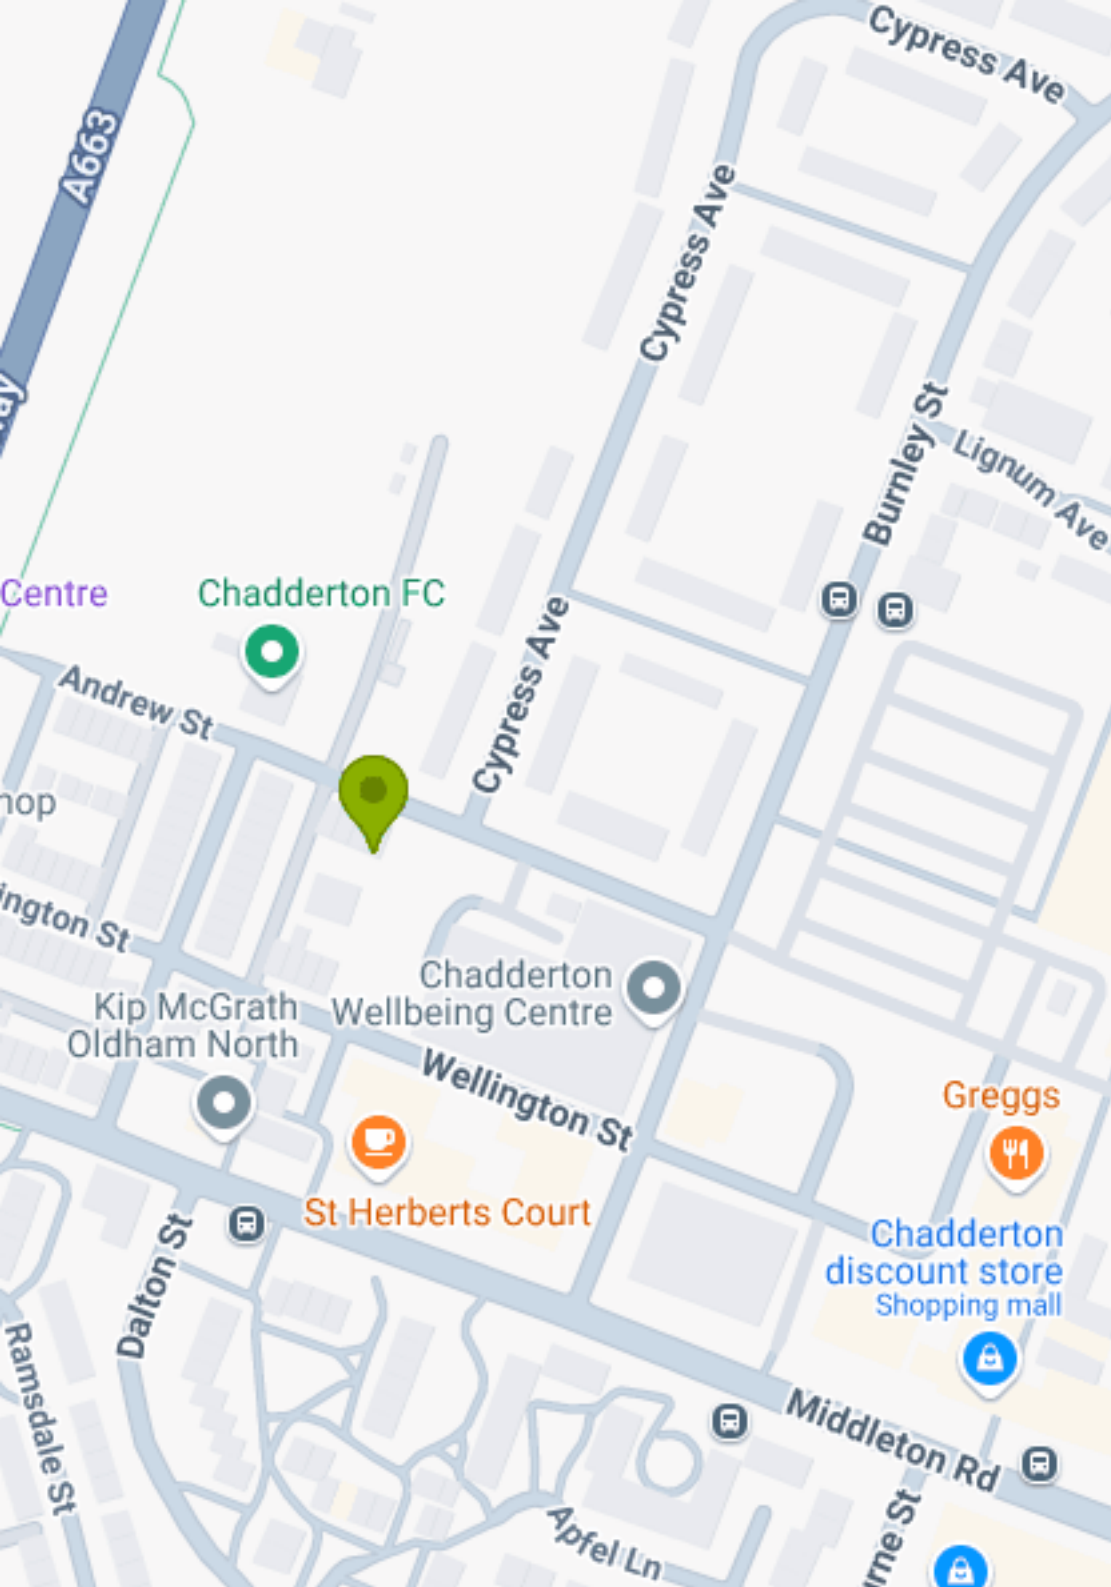 Cypress Ave
A663
Cypress Ave
Burnley St
Lignum Ave
Centre
Chadderton FC
Cypress Ave
Andrew St
Chadderton
Wellbeing Centre
Kip McGrath
Oldham North
Wellington St
Greggs
St Herberts Court
Chadderton
discount store
Shopping mall
Dalton St
Ramsdale St
Middleton Rd
Apfel Ln